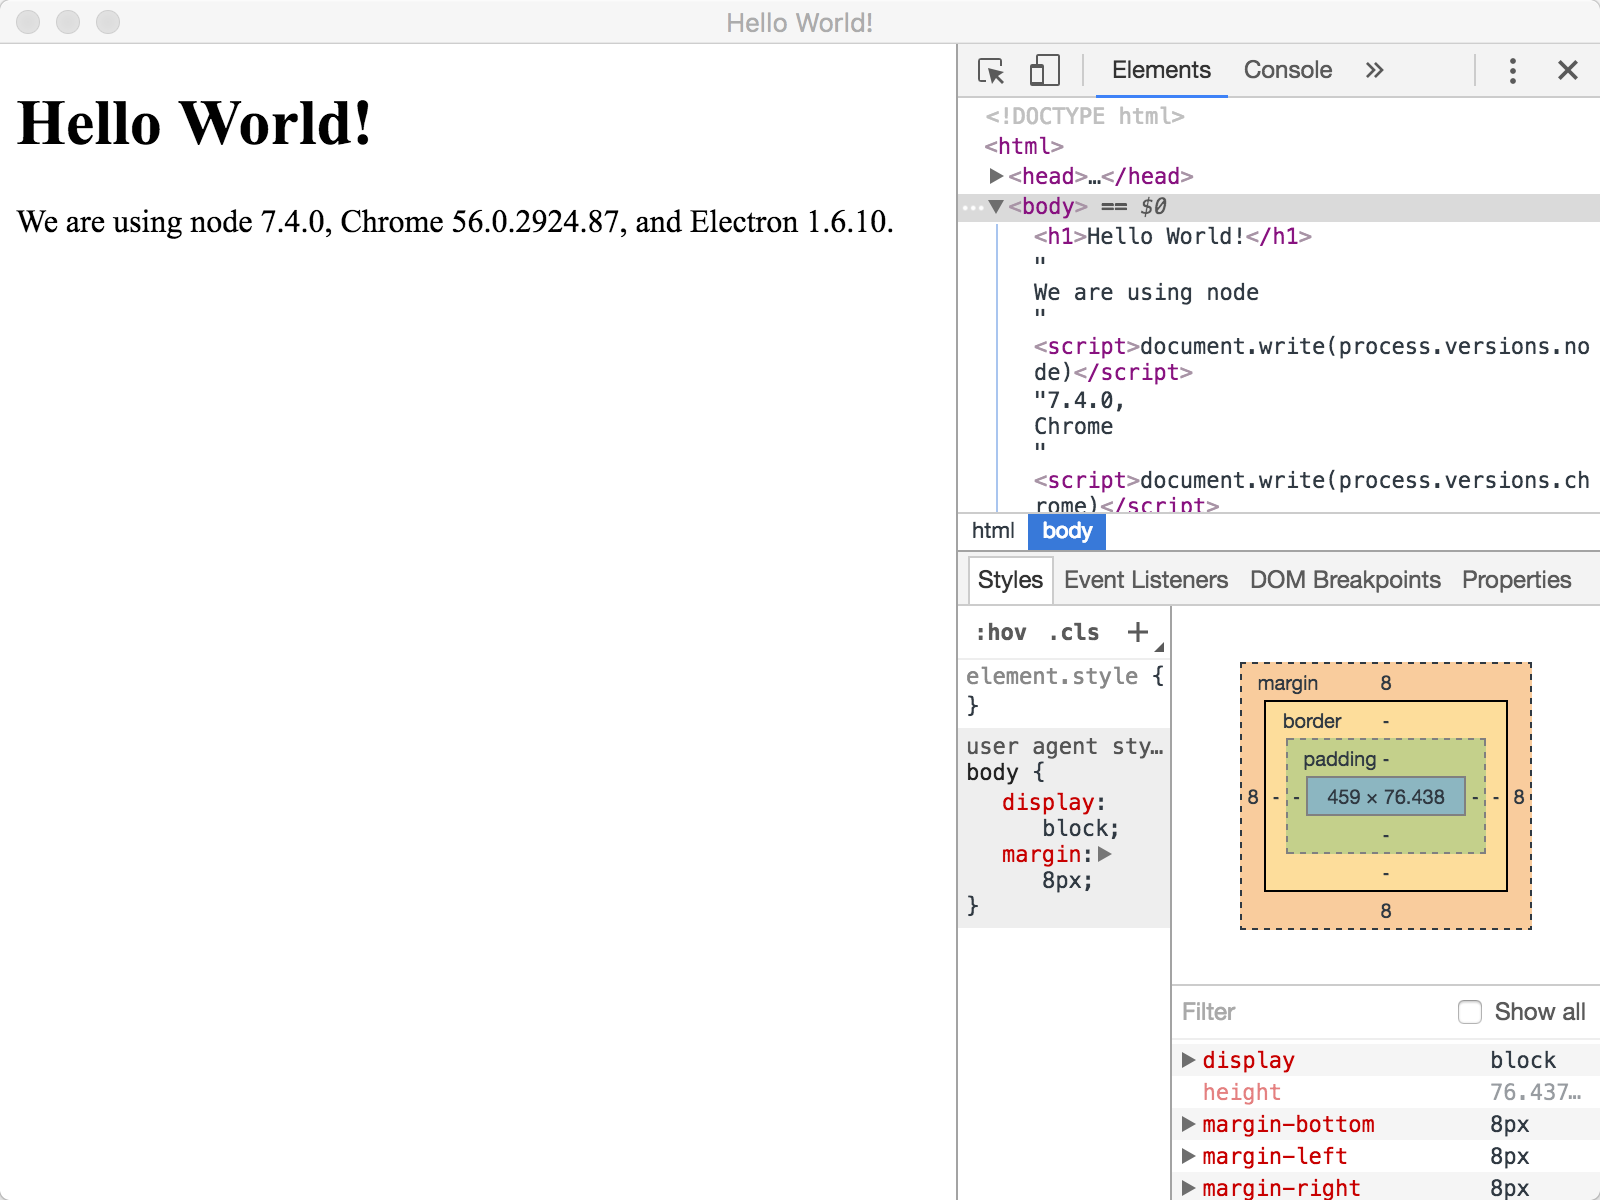 Hello World!
Hello World!
We are using node 7.4.0, Chrome 56.0.2924.87, and Electron 1.6.10.
Elements Console
<!DOCTYPE html>
<html>
<head>…</head>
<body> == $0
<h1>Hello World!</h1>
"
We are using node
"
<script>document.write(process.versions.no
de)</script>
"7.4.0,
Chrome
"
<script>document.write(process.versions.ch
rome)</script>
html body
Styles Event Listeners DOM Breakpoints Properties
:hov .cls +
element.style {
}
user agent sty…
body {
display:
block;
margin:
8px;
}
margin 8
border -
padding -
8 - - 459 × 76.438 - - 8
-
-
8
Filter Show all
display block
height 76.437…
margin-bottom 8px
margin-left 8px
margin-right 8px